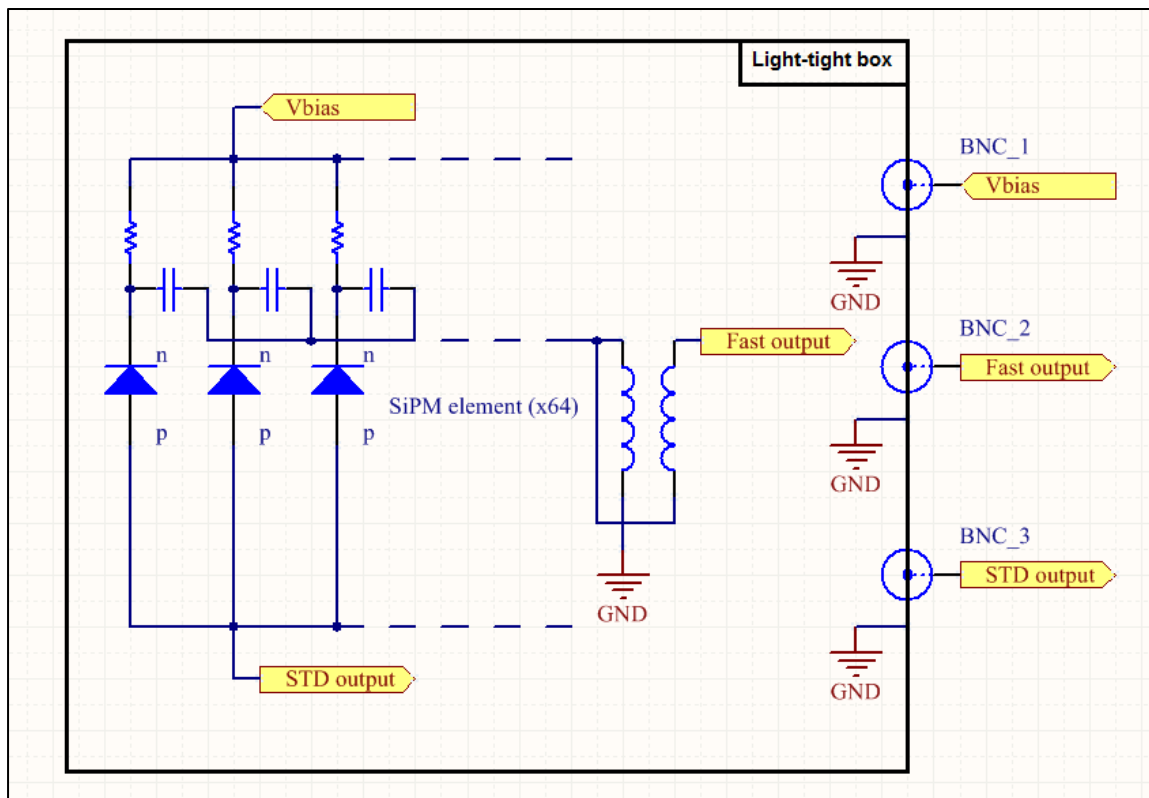 Light-tight box
Vbias
BNC_1
Vbias
GND
BNC_2
Fast output
Fast output
n n n
SiPM element (x64)
p p p
GND
BNC_3
STD output
GND
STD output
GND